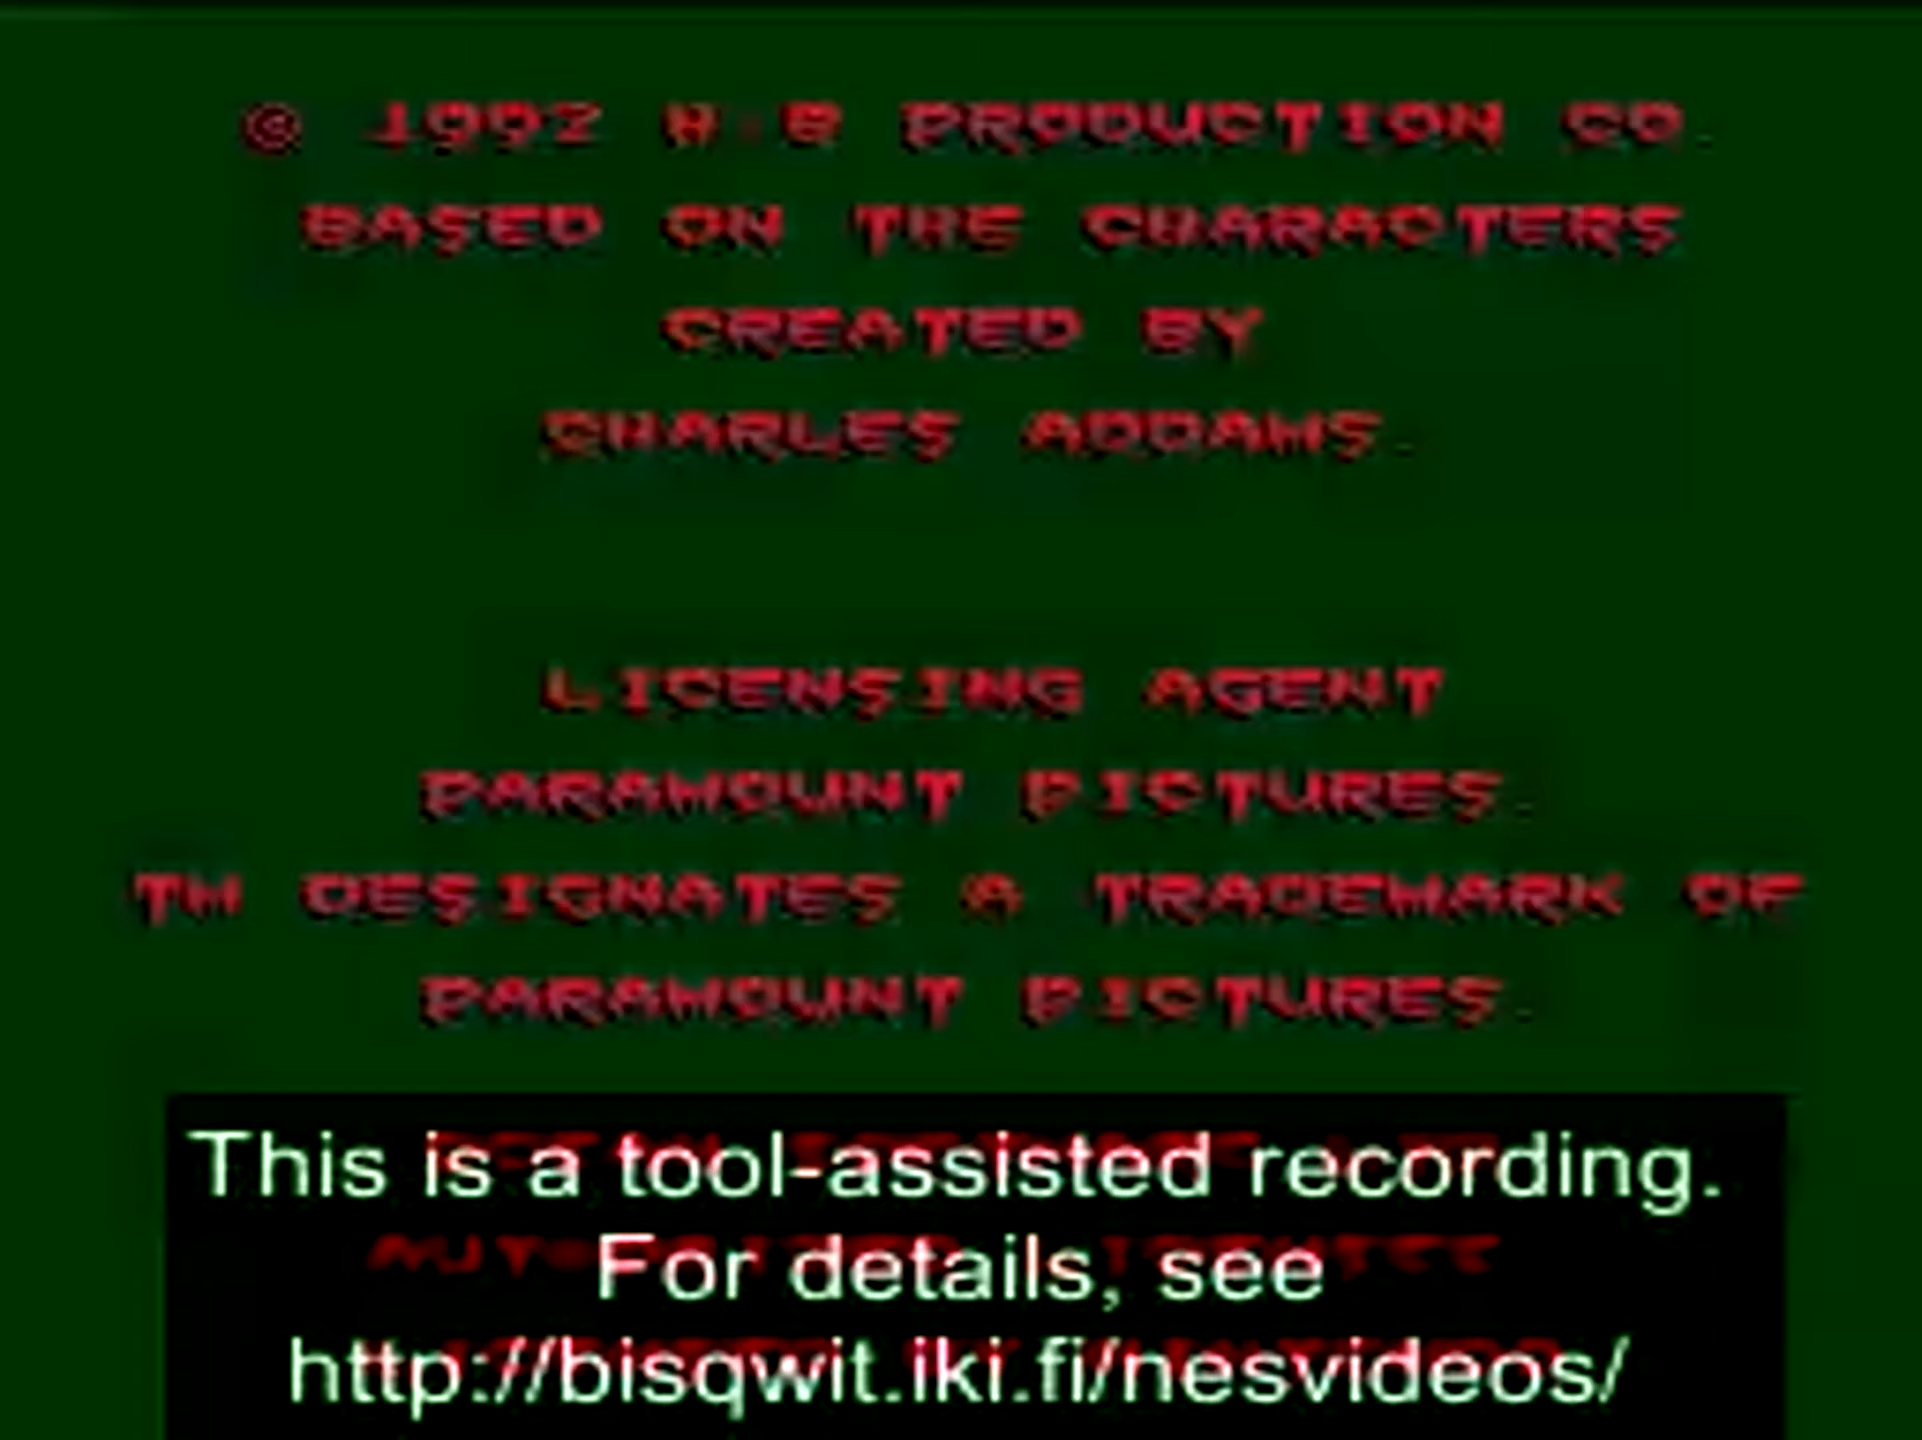 © 1992 H-B PRODUCTION CO.
BASED ON THE CHARACTERS
CREATED BY
CHARLES ADDAMS.
LICENSING AGENT
PARAMOUNT PICTURES.
TM DESIGNATES A TRADEMARK OF
PARAMOUNT PICTURES.
This is a tool-assisted recording.
For details, see
http://bisqwit.iki.fi/nesvideos/